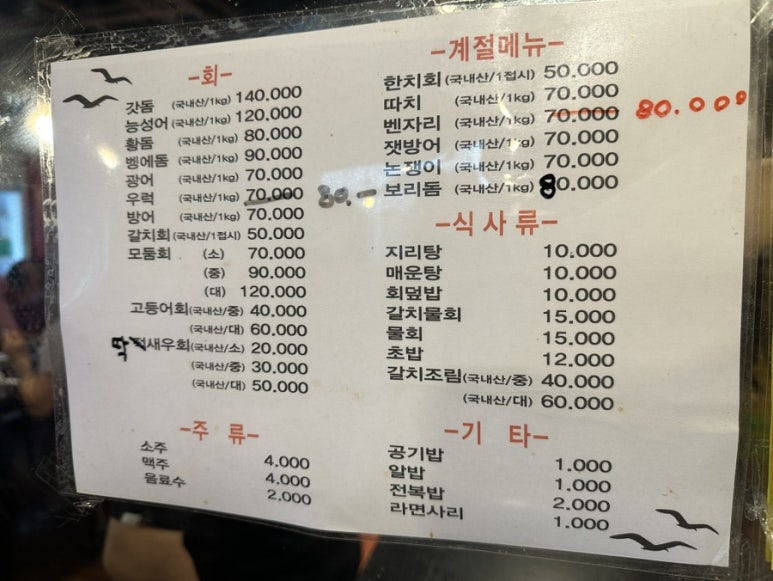 -회-
갓돔 (국내산/1kg) 140.000
능성어 (국내산/1kg) 120.000
황돔 (국내산/1kg) 80.000
벵에돔 (국내산/1kg) 90.000
광어 (국내산/1kg) 70.000
우럭 (국내산/1kg) 70.000 80.-
방어 (국내산/1kg) 70.000
갈치회 (국내산/1접시) 50.000
모둠회 (소) 70.000
(중) 90.000
(대) 120.000
고등어회(국내산/중) 40.000
(국내산/대) 60.000
딱새우회(국내산/소) 20.000
(국내산/중) 30.000
(국내산/대) 50.000
-주 류-
소주 4.000
맥주 4.000
음료수 2.000
-계절메뉴-
한치회 (국내산/1접시) 50.000
따치 (국내산/1kg) 70.000
벤자리 (국내산/1kg) 70.000 80.000
잿방어 (국내산/1kg) 70.000
논쟁이 (국내산/1kg) 70.000
보리돔 (국내산/1kg) 80.000
-식 사 류-
지리탕 10.000
매운탕 10.000
회덮밥 10.000
갈치물회 15.000
물회 15.000
초밥 12.000
갈치조림(국내산/중) 40.000
(국내산/대) 60.000
-기 타-
공기밥 1.000
알밥 1.000
전복밥 2.000
라면사리 1.000